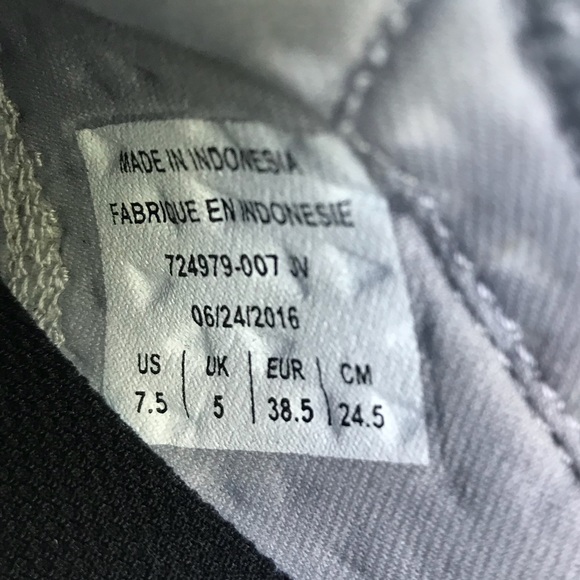 MADE IN INDONESIA
FABRIQUE EN INDONESIE
724979-007 JV
06/24/2016
US | UK | EUR | CM
7.5 | 5 | 38.5 | 24.5